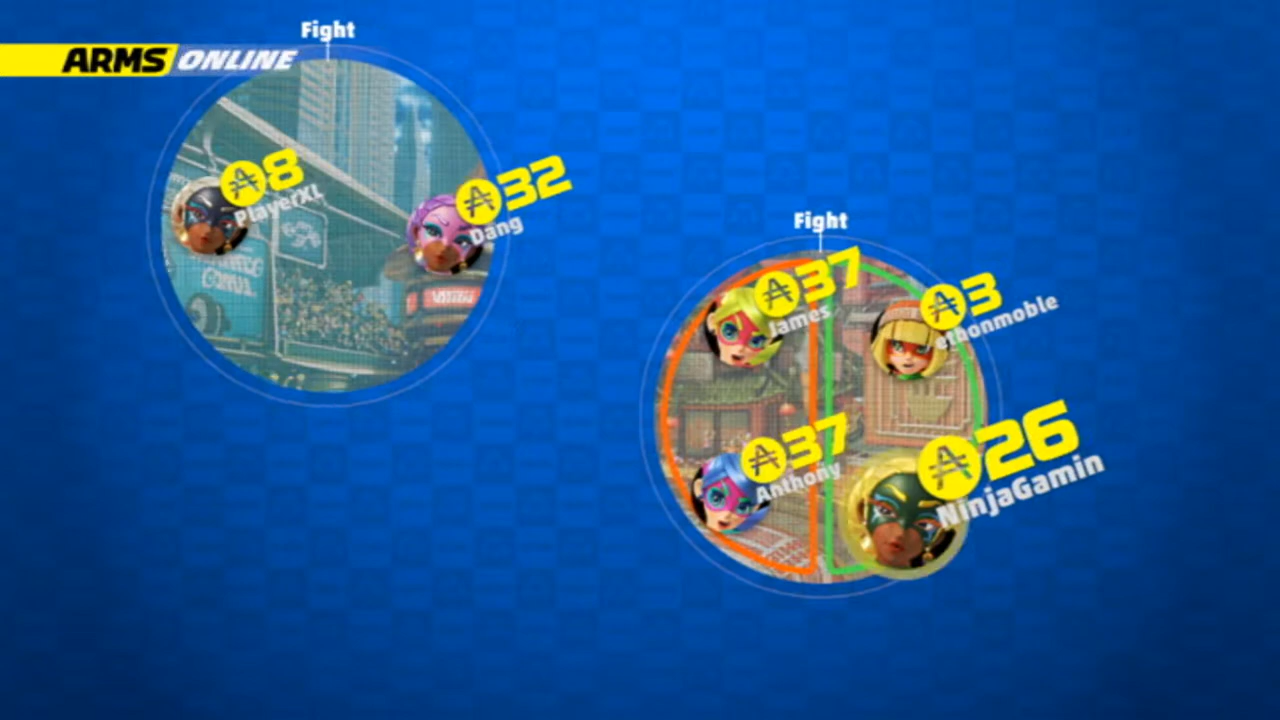 Fight
ARMS ONLINE
8
PlayerXL
32
Dang
Fight
37
James
3
ethonmoble
37
Anthony
26
NinjaGamin